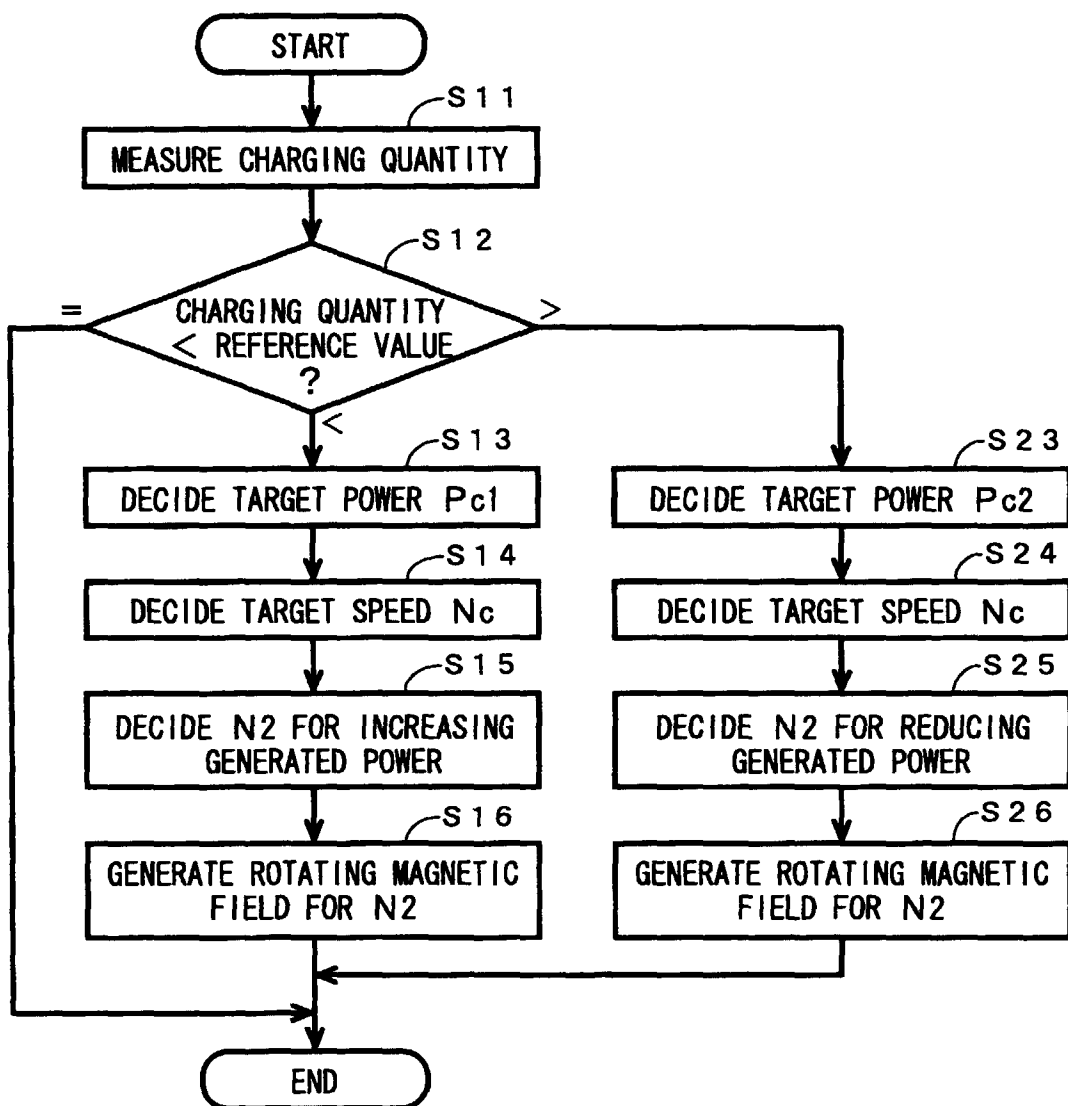 START
S11
MEASURE CHARGING QUANTITY
S12
=
CHARGING QUANTITY
< REFERENCE VALUE
?
>
<
S13
DECIDE TARGET POWER Pc1
S14
DECIDE TARGET SPEED Nc
S15
DECIDE N2 FOR INCREASING
GENERATED POWER
S16
GENERATE ROTATING MAGNETIC
FIELD FOR N2
S23
DECIDE TARGET POWER Pc2
S24
DECIDE TARGET SPEED Nc
S25
DECIDE N2 FOR REDUCING
GENERATED POWER
S26
GENERATE ROTATING MAGNETIC
FIELD FOR N2
END